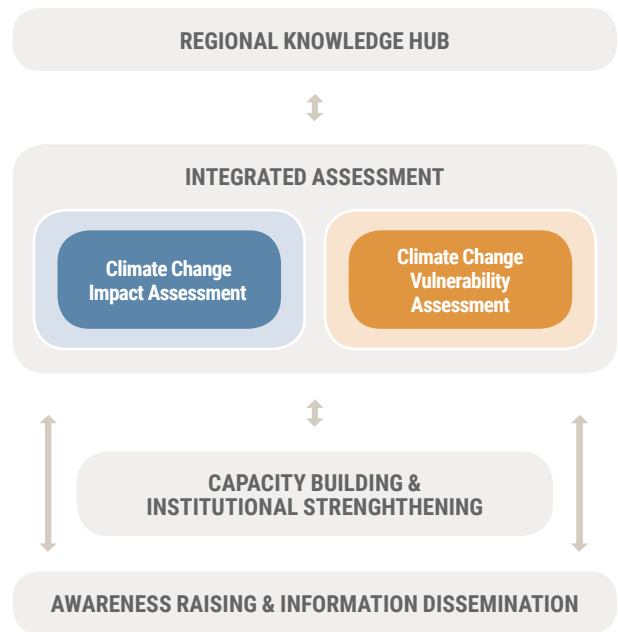 REGIONAL KNOWLEDGE HUB
INTEGRATED ASSESSMENT
Climate Change
Impact Assessment
Climate Change
Vulnerability
Assessment
CAPACITY BUILDING &
INSTITUTIONAL STRENGHTHENING
AWARENESS RAISING & INFORMATION DISSEMINATION